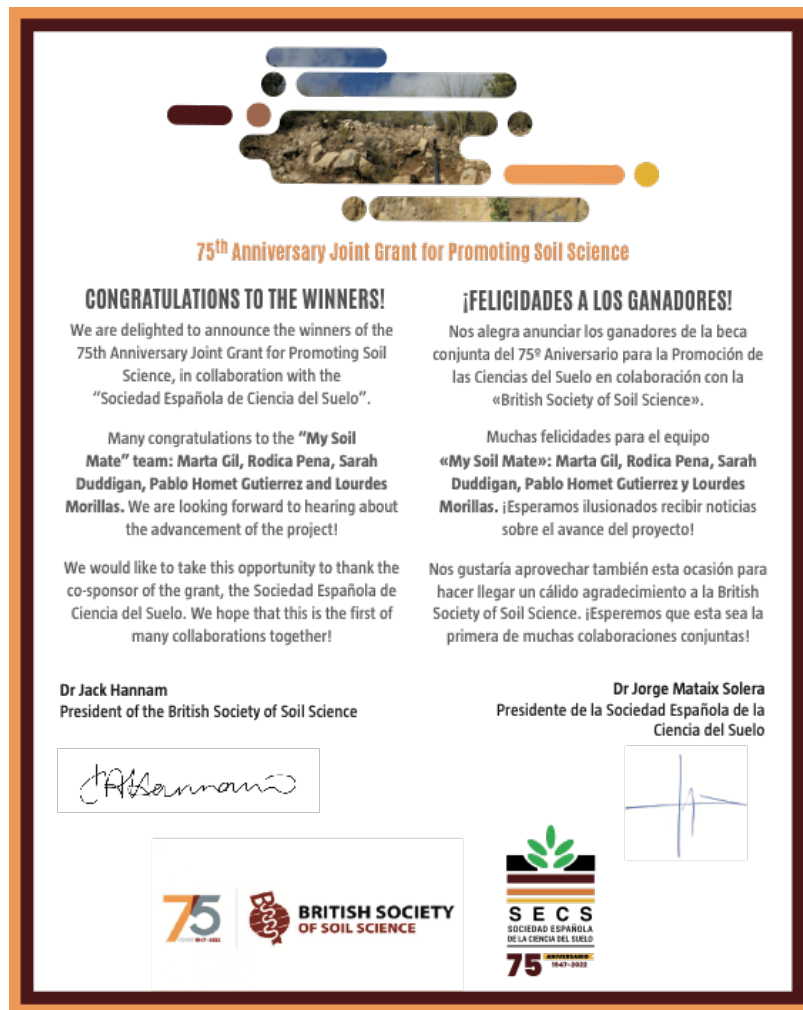 75th Anniversary Joint Grant for Promoting Soil Science
CONGRATULATIONS TO THE WINNERS!
We are delighted to announce the winners of the
75th Anniversary Joint Grant for Promoting Soil
Science, in collaboration with the
“Sociedad Española de Ciencia del Suelo”.
Many congratulations to the “My Soil
Mate” team: Marta Gil, Rodica Pena, Sarah
Duddigan, Pablo Homet Gutierrez and Lourdes
Morillas. We are looking forward to hearing about
the advancement of the project!
We would like to take this opportunity to thank the
co-sponsor of the grant, the Sociedad Española de
Ciencia del Suelo. We hope that this is the first of
many collaborations together!
Dr Jack Hannam
President of the British Society of Soil Science
¡FELICIDADES A LOS GANADORES!
Nos alegra anunciar los ganadores de la beca
conjunta del 75º Aniversario para la Promoción de
las Ciencias del Suelo en colaboración con la
«British Society of Soil Science».
Muchas felicidades para el equipo
«My Soil Mate»: Marta Gil, Rodica Pena, Sarah
Duddigan, Pablo Homet Gutierrez y Lourdes
Morillas. ¡Esperamos ilusionados recibir noticias
sobre el avance del proyecto!
Nos gustaría aprovechar también esta ocasión para
hacer llegar un cálido agradecimiento a la British
Society of Soil Science. ¡Esperemos que esta sea la
primera de muchas colaboraciones conjuntas!
Dr Jorge Mataix Solera
Presidente de la Sociedad Española de la
Ciencia del Suelo
75
1947-2022
BSSS
BRITISH SOCIETY
OF SOIL SCIENCE
SECS
SOCIEDAD ESPAÑOLA
DE LA CIENCIA DEL SUELO
75 ANIVERSARIO
1947-2022